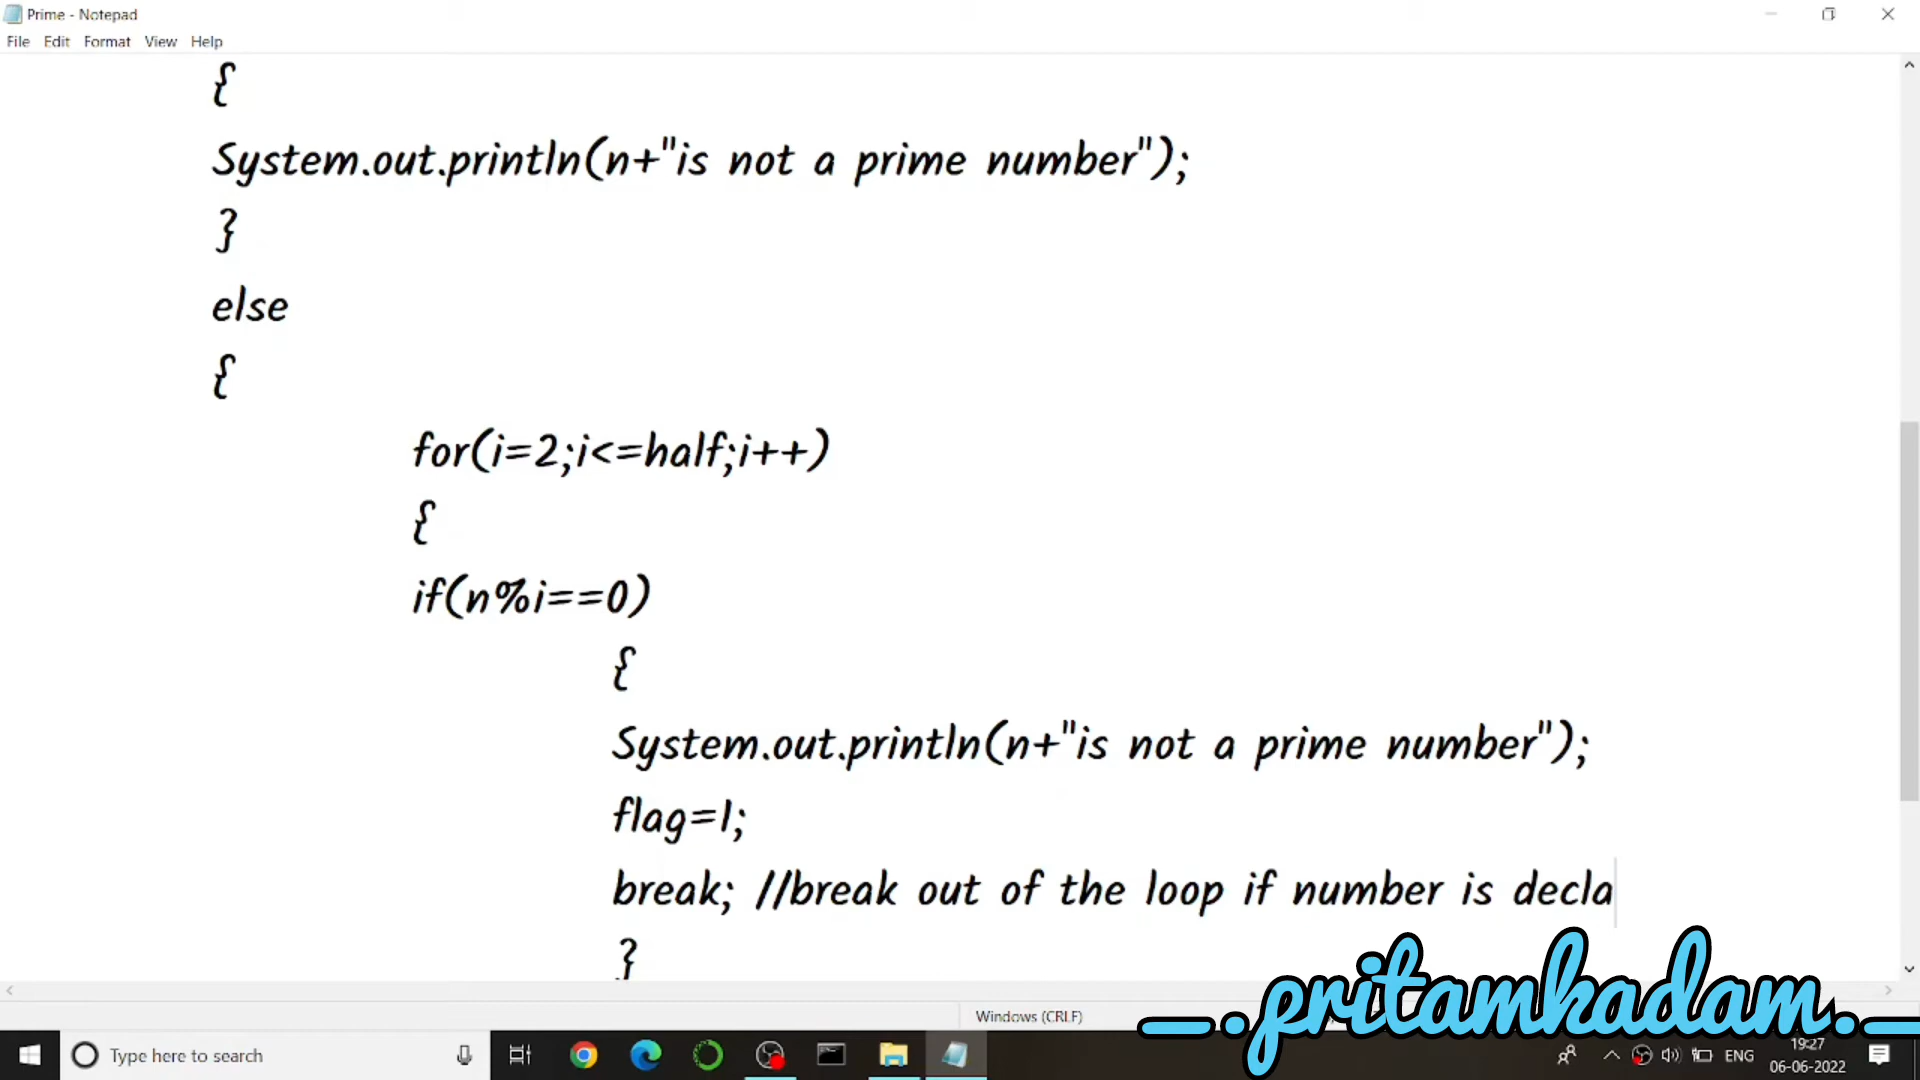 Prime - Notepad
File Edit Format View Help
{
System.out.println(n+"is not a prime number");
}
else
{
for(i=2;i<=half;i++)
{
if(n%i==0)
{
System.out.println(n+"is not a prime number");
flag=1;
break; //break out of the loop if number is decla
}
Windows (CRLF)
_.pritamkadam._
Type here to search
ENG
19:27
06-06-2022